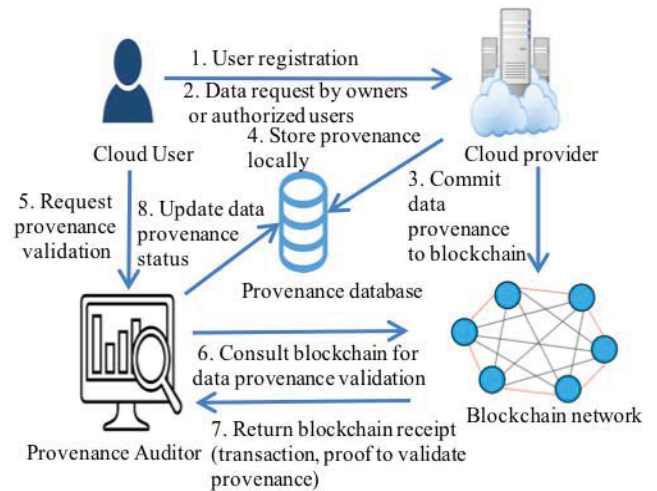 1. User registration
2. Data request by owners
or authorized users
Cloud User
4. Store provenance
locally
Cloud provider
3. Commit
data
provenance
to blockchain
5. Request
provenance
validation
8. Update data
provenance
status
Provenance database
6. Consult blockchain for
data provenance validation
Blockchain network
7. Return blockchain receipt
(transaction, proof to validate
provenance)
Provenance Auditor